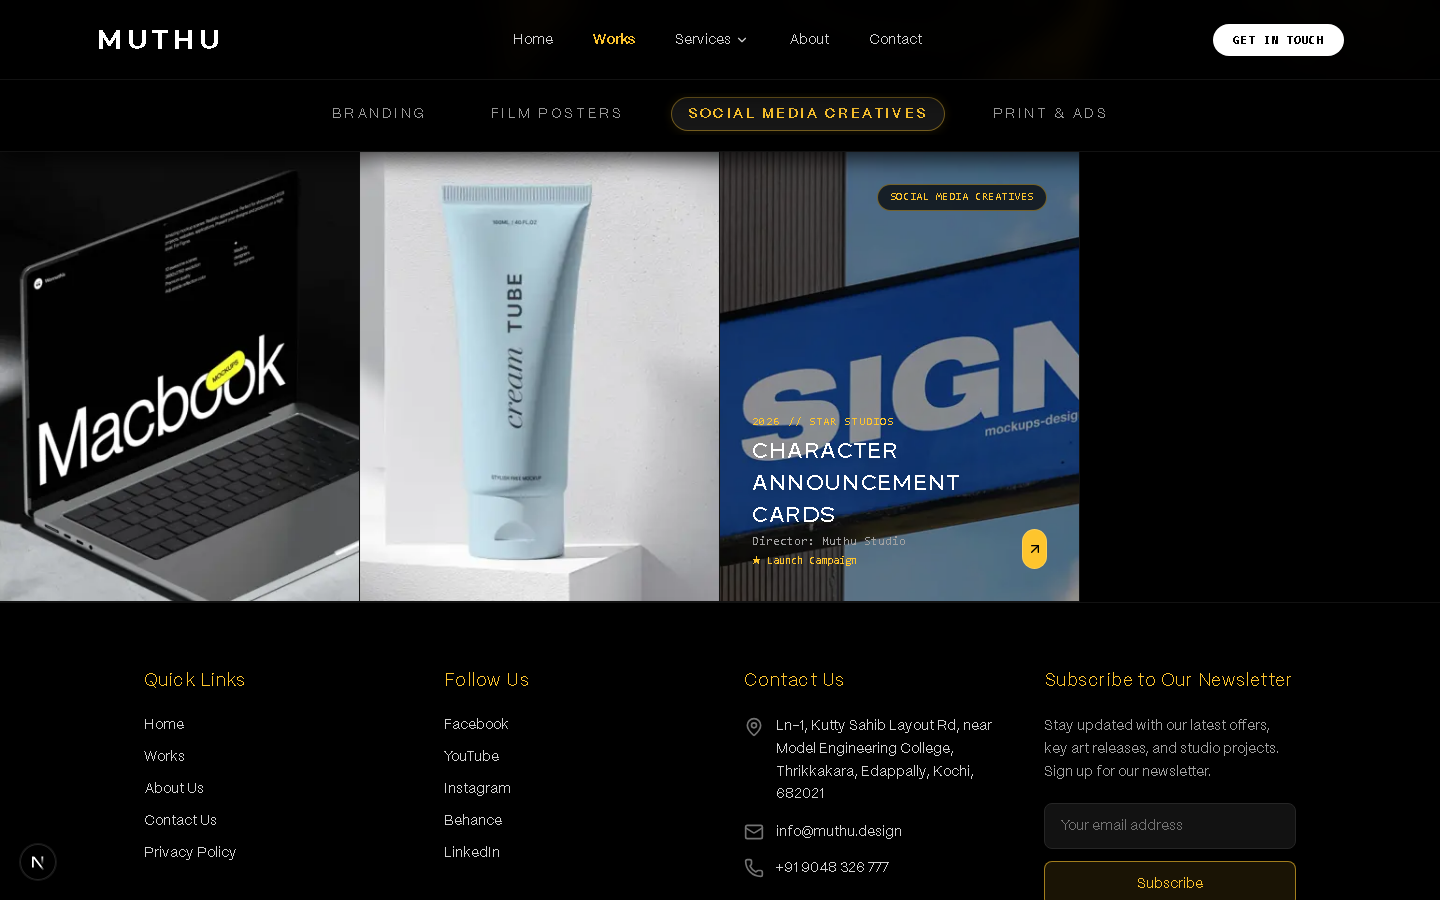 MUTHU
Home
Works
Services
About
Contact
GET IN TOUCH
BRANDING
FILM POSTERS
SOCIAL MEDIA CREATIVES
PRINT & ADS
Macbook
MOCKUPS
cream TUBE
SOCIAL MEDIA CREATIVES
SIGN
mockups-desig
2026 // STAR STUDIOS
CHARACTER
ANNOUNCEMENT
CARDS
Director: Muthu Studio
★ Launch Campaign
Quick Links
Home
Works
About Us
Contact Us
Privacy Policy
Follow Us
Facebook
YouTube
Instagram
Behance
LinkedIn
Contact Us
Ln-1, Kutty Sahib Layout Rd, near
Model Engineering College,
Thrikkakara, Edappally, Kochi,
682021
info@muthu.design
+91 9048 326 777
Subscribe to Our Newsletter
Stay updated with our latest offers,
key art releases, and studio projects.
Sign up for our newsletter.
Your email address
Subscribe
N